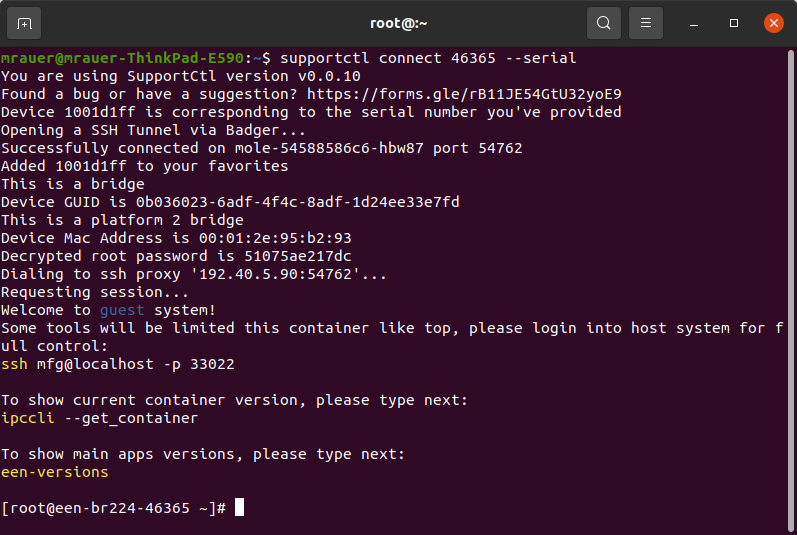 root@:~
mrauer@mrauer-ThinkPad-E590:~$ supportctl connect 46365 --serial
You are using SupportCtl version v0.0.10
Found a bug or have a suggestion? https://forms.gle/rB11JE54GtU32yoE9
Device 1001d1ff is corresponding to the serial number you've provided
Opening a SSH Tunnel via Badger...
Successfully connected on mole-54588586c6-hbw87 port 54762
Added 1001d1ff to your favorites
This is a bridge
Device GUID is 0b036023-6adf-4f4c-8adf-1d24ee33e7fd
This is a platform 2 bridge
Device Mac Address is 00:01:2e:95:b2:93
Decrypted root password is 51075ae217dc
Dialing to ssh proxy '192.40.5.90:54762'...
Requesting session...
Welcome to guest system!
Some tools will be limited this container like top, please login into host system for f
ull control:
ssh mfg@localhost -p 33022
To show current container version, please type next:
ipccli --get_container
To show main apps versions, please type next:
een-versions
[root@een-br224-46365 ~]#